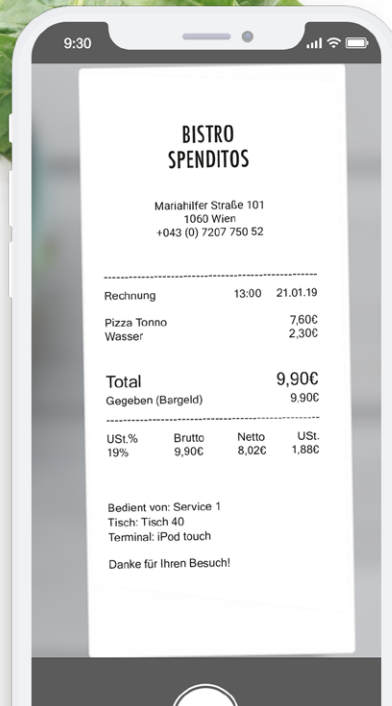 9:30
BISTRO
SPENDITOS
Mariahilfer Straße 101
1060 Wien
+043 (0) 7207 750 52
Rechnung 13:00 21.01.19
Pizza Tonno 7,60€
Wasser 2,30€
Total 9,90€
Gegeben (Bargeld) 9.90€
USt.% Brutto Netto USt.
19% 9,90€ 8,02€ 1,88€
Bedient von: Service 1
Tisch: Tisch 40
Terminal: iPod touch
Danke für Ihren Besuch!